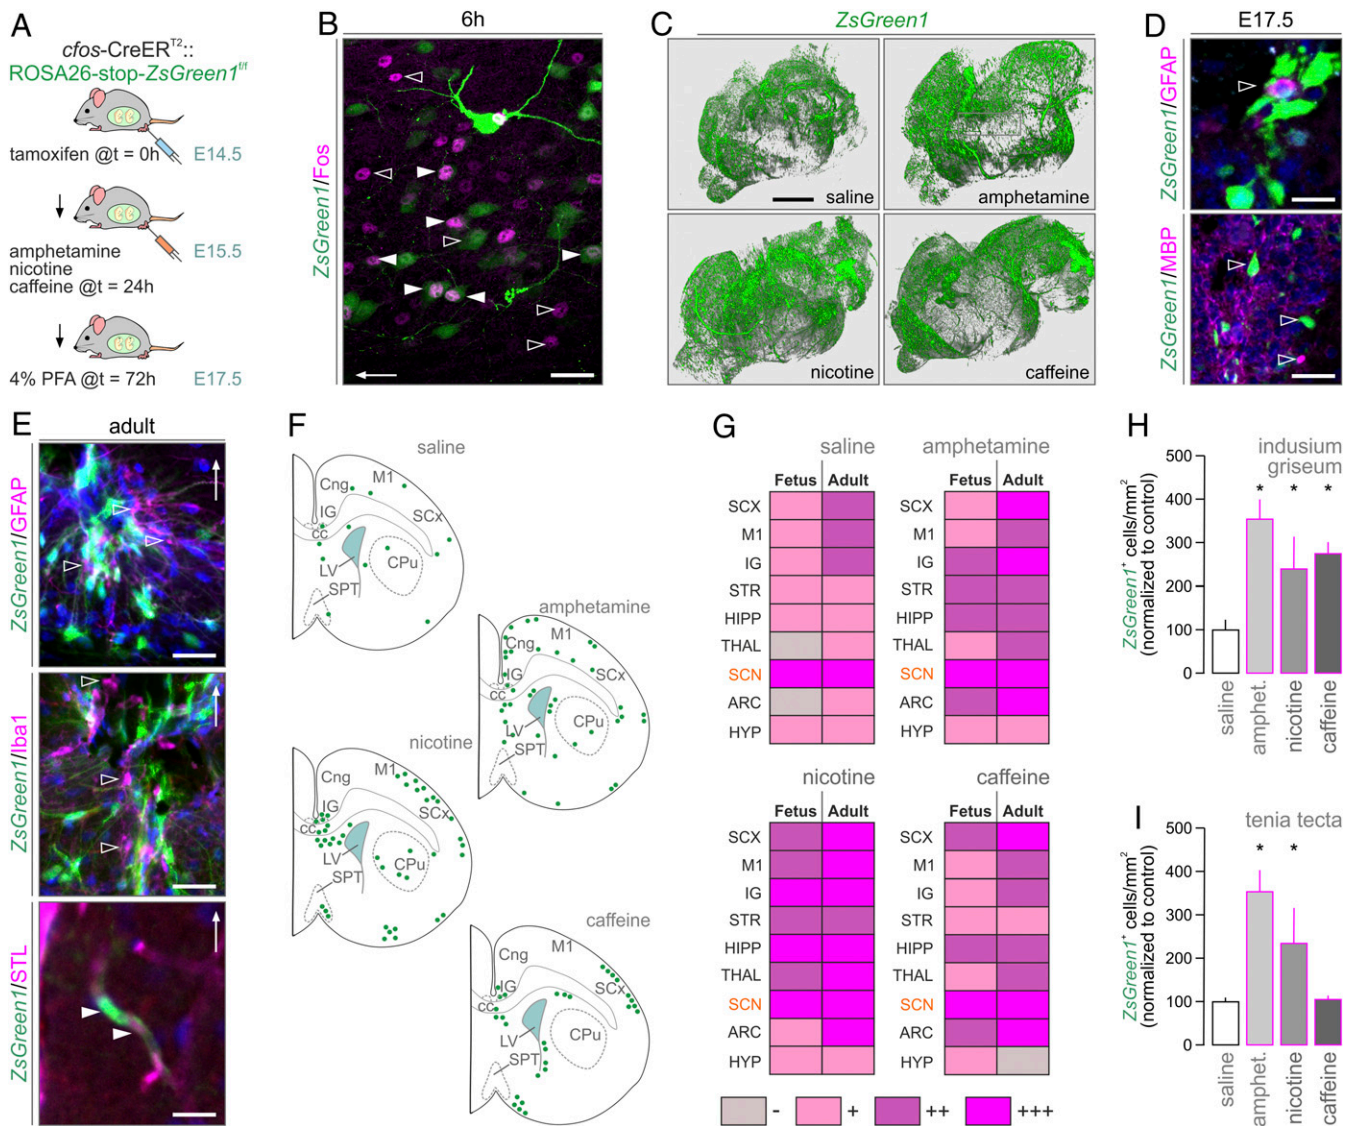 A
cfos-CreER^T2::
ROSA26-stop-ZsGreen1^f/f
tamoxifen @t = 0h
E14.5
amphetamine
nicotine
caffeine @t = 24h
E15.5
4% PFA @t = 72h
E17.5
B
6h
ZsGreen1/Fos
C
ZsGreen1
saline
amphetamine
nicotine
caffeine
D
E17.5
ZsGreen1/GFAP
ZsGreen1/MBP
E
adult
ZsGreen1/GFAP
ZsGreen1/Iba1
ZsGreen1/STL
F
saline
Cng
M1
IG
SCx
cc
CPu
LV
SPT
amphetamine
Cng
M1
IG
SCx
cc
CPu
LV
SPT
nicotine
Cng
M1
IG
SCx
cc
CPu
LV
SPT
caffeine
Cng
M1
IG
SCx
cc
CPu
LV
SPT
G
saline
Fetus Adult
SCX
M1
IG
STR
HIPP
THAL
SCN
ARC
HYP
amphetamine
Fetus Adult
SCX
M1
IG
STR
HIPP
THAL
SCN
ARC
HYP
nicotine
Fetus Adult
SCX
M1
IG
STR
HIPP
THAL
SCN
ARC
HYP
caffeine
Fetus Adult
SCX
M1
IG
STR
HIPP
THAL
SCN
ARC
HYP
- + ++ +++
H
indusium
griseum
ZsGreen1⁺ cells/mm²
(normalized to control)
500
400
300
200
100
0
* * *
saline
amphet.
nicotine
caffeine
I
tenia tecta
ZsGreen1⁺ cells/mm²
(normalized to control)
500
400
300
200
100
0
* *
saline
amphet.
nicotine
caffeine